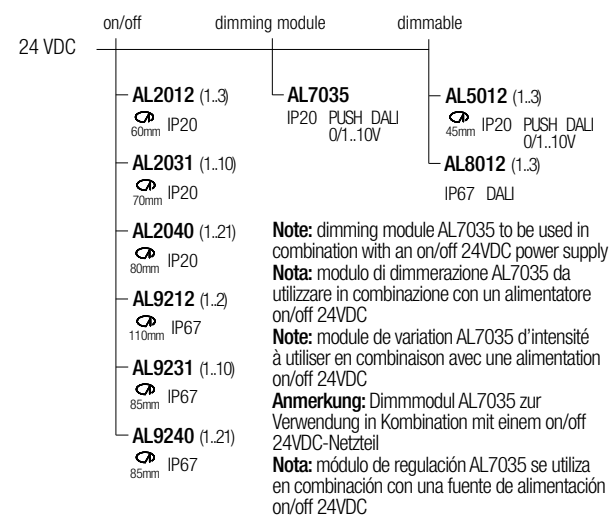 on/off dimming module dimmable
24 VDC
AL2012 (1..3)
60mm IP20
AL2031 (1..10)
70mm IP20
AL2040 (1..21)
80mm IP20
AL9212 (1..2)
110mm IP67
AL9231 (1..10)
85mm IP67
AL9240 (1..21)
85mm IP67
AL7035
IP20 PUSH DALI
0/1..10V
AL5012 (1..3)
45mm IP20 PUSH DALI
0/1..10V
AL8012 (1..3)
IP67 DALI
Note: dimming module AL7035 to be used in
combination with an on/off 24VDC power supply
Nota: modulo di dimmerazione AL7035 da
utilizzare in combinazione con un alimentatore
on/off 24VDC
Note: module de variation AL7035 d'intensité
à utiliser en combinaison avec une alimentation
on/off 24VDC
Anmerkung: Dimmmodul AL7035 zur
Verwendung in Kombination mit einem on/off
24VDC-Netzteil
Nota: módulo de regulación AL7035 se utiliza
en combinación con una fuente de alimentación
on/off 24VDC